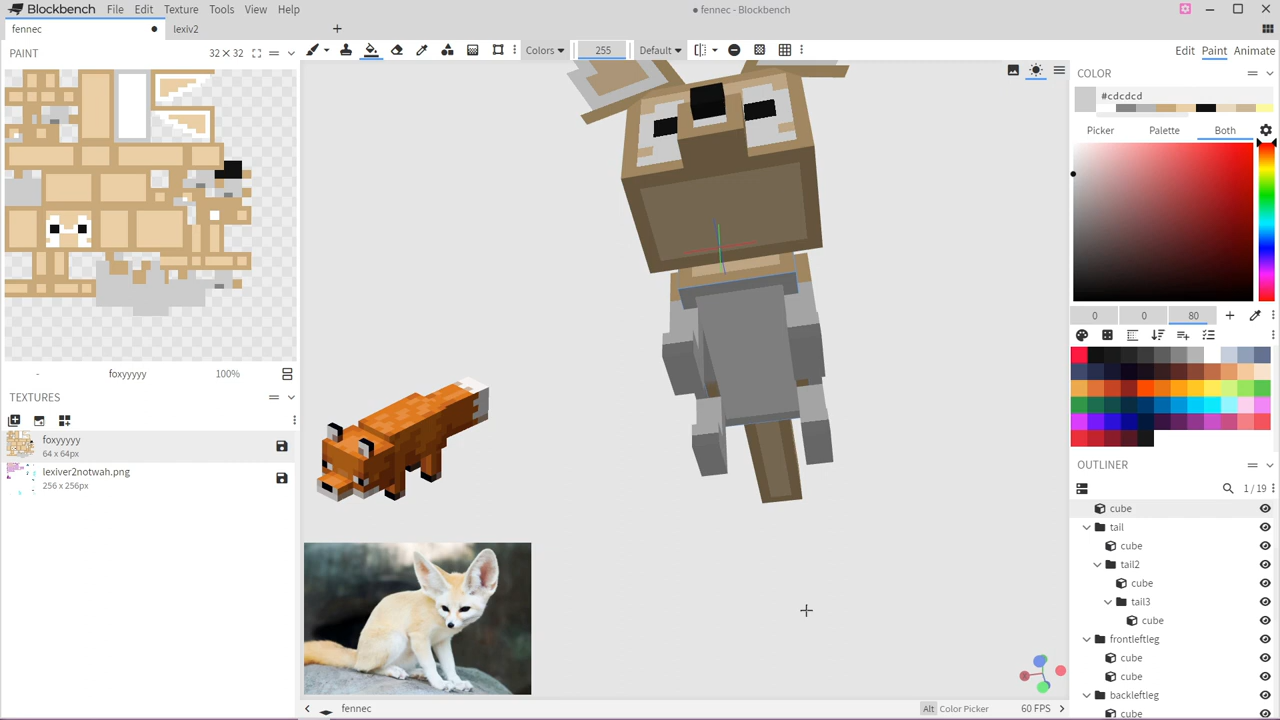 Blockbench File Edit Texture Tools View Help
● fennec - Blockbench
fennec lexiv2
PAINT 32 × 32
Colors 255 Default
Edit Paint Animate
COLOR
#cdcdcd
Picker Palette Both
0 0 80
- foxyyyyy 100%
TEXTURES
foxyyyyy
64 x 64px
lexiver2notwah.png
256 x 256px
OUTLINER
1 / 19
cube
tail
cube
tail2
cube
tail3
cube
frontleftleg
cube
cube
backleftleg
cube
fennec
Alt Color Picker 60 FPS